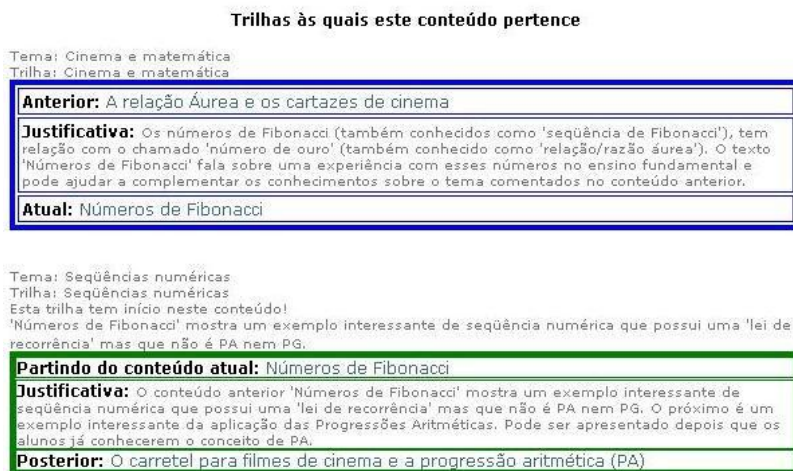 Trilhas às quais este conteúdo pertence
Tema: Cinema e matemática
Trilha: Cinema e matemática
Anterior: A relação Áurea e os cartazes de cinema
Justificativa: Os números de Fibonacci (também conhecidos como 'seqüência de Fibonacci'), tem
relação com o chamado 'número de ouro' (também conhecido como 'relação/razão áurea'). O texto
'Números de Fibonacci' fala sobre uma experiência com esses números no ensino fundamental e
pode ajudar a complementar os conhecimentos sobre o tema comentados no conteúdo anterior.
Atual: Números de Fibonacci
Tema: Seqüências numéricas
Trilha: Seqüências numéricas
Esta trilha tem início neste conteúdo!
'Números de Fibonacci' mostra um exemplo interessante de seqüência numérica que possui uma 'lei de
recorrência' mas que não é PA nem PG.
Partindo do conteúdo atual: Números de Fibonacci
Justificativa: O conteúdo anterior 'Números de Fibonacci' mostra um exemplo interessante de
seqüência numérica que possui uma 'lei de recorrência' mas que não é PA nem PG. O próximo é um
exemplo interessante da aplicação das Progressões Aritméticas. Pode ser apresentado depois que os
alunos já conhecerem o conceito de PA.
Posterior: O carretel para filmes de cinema e a progressão aritmética (PA)